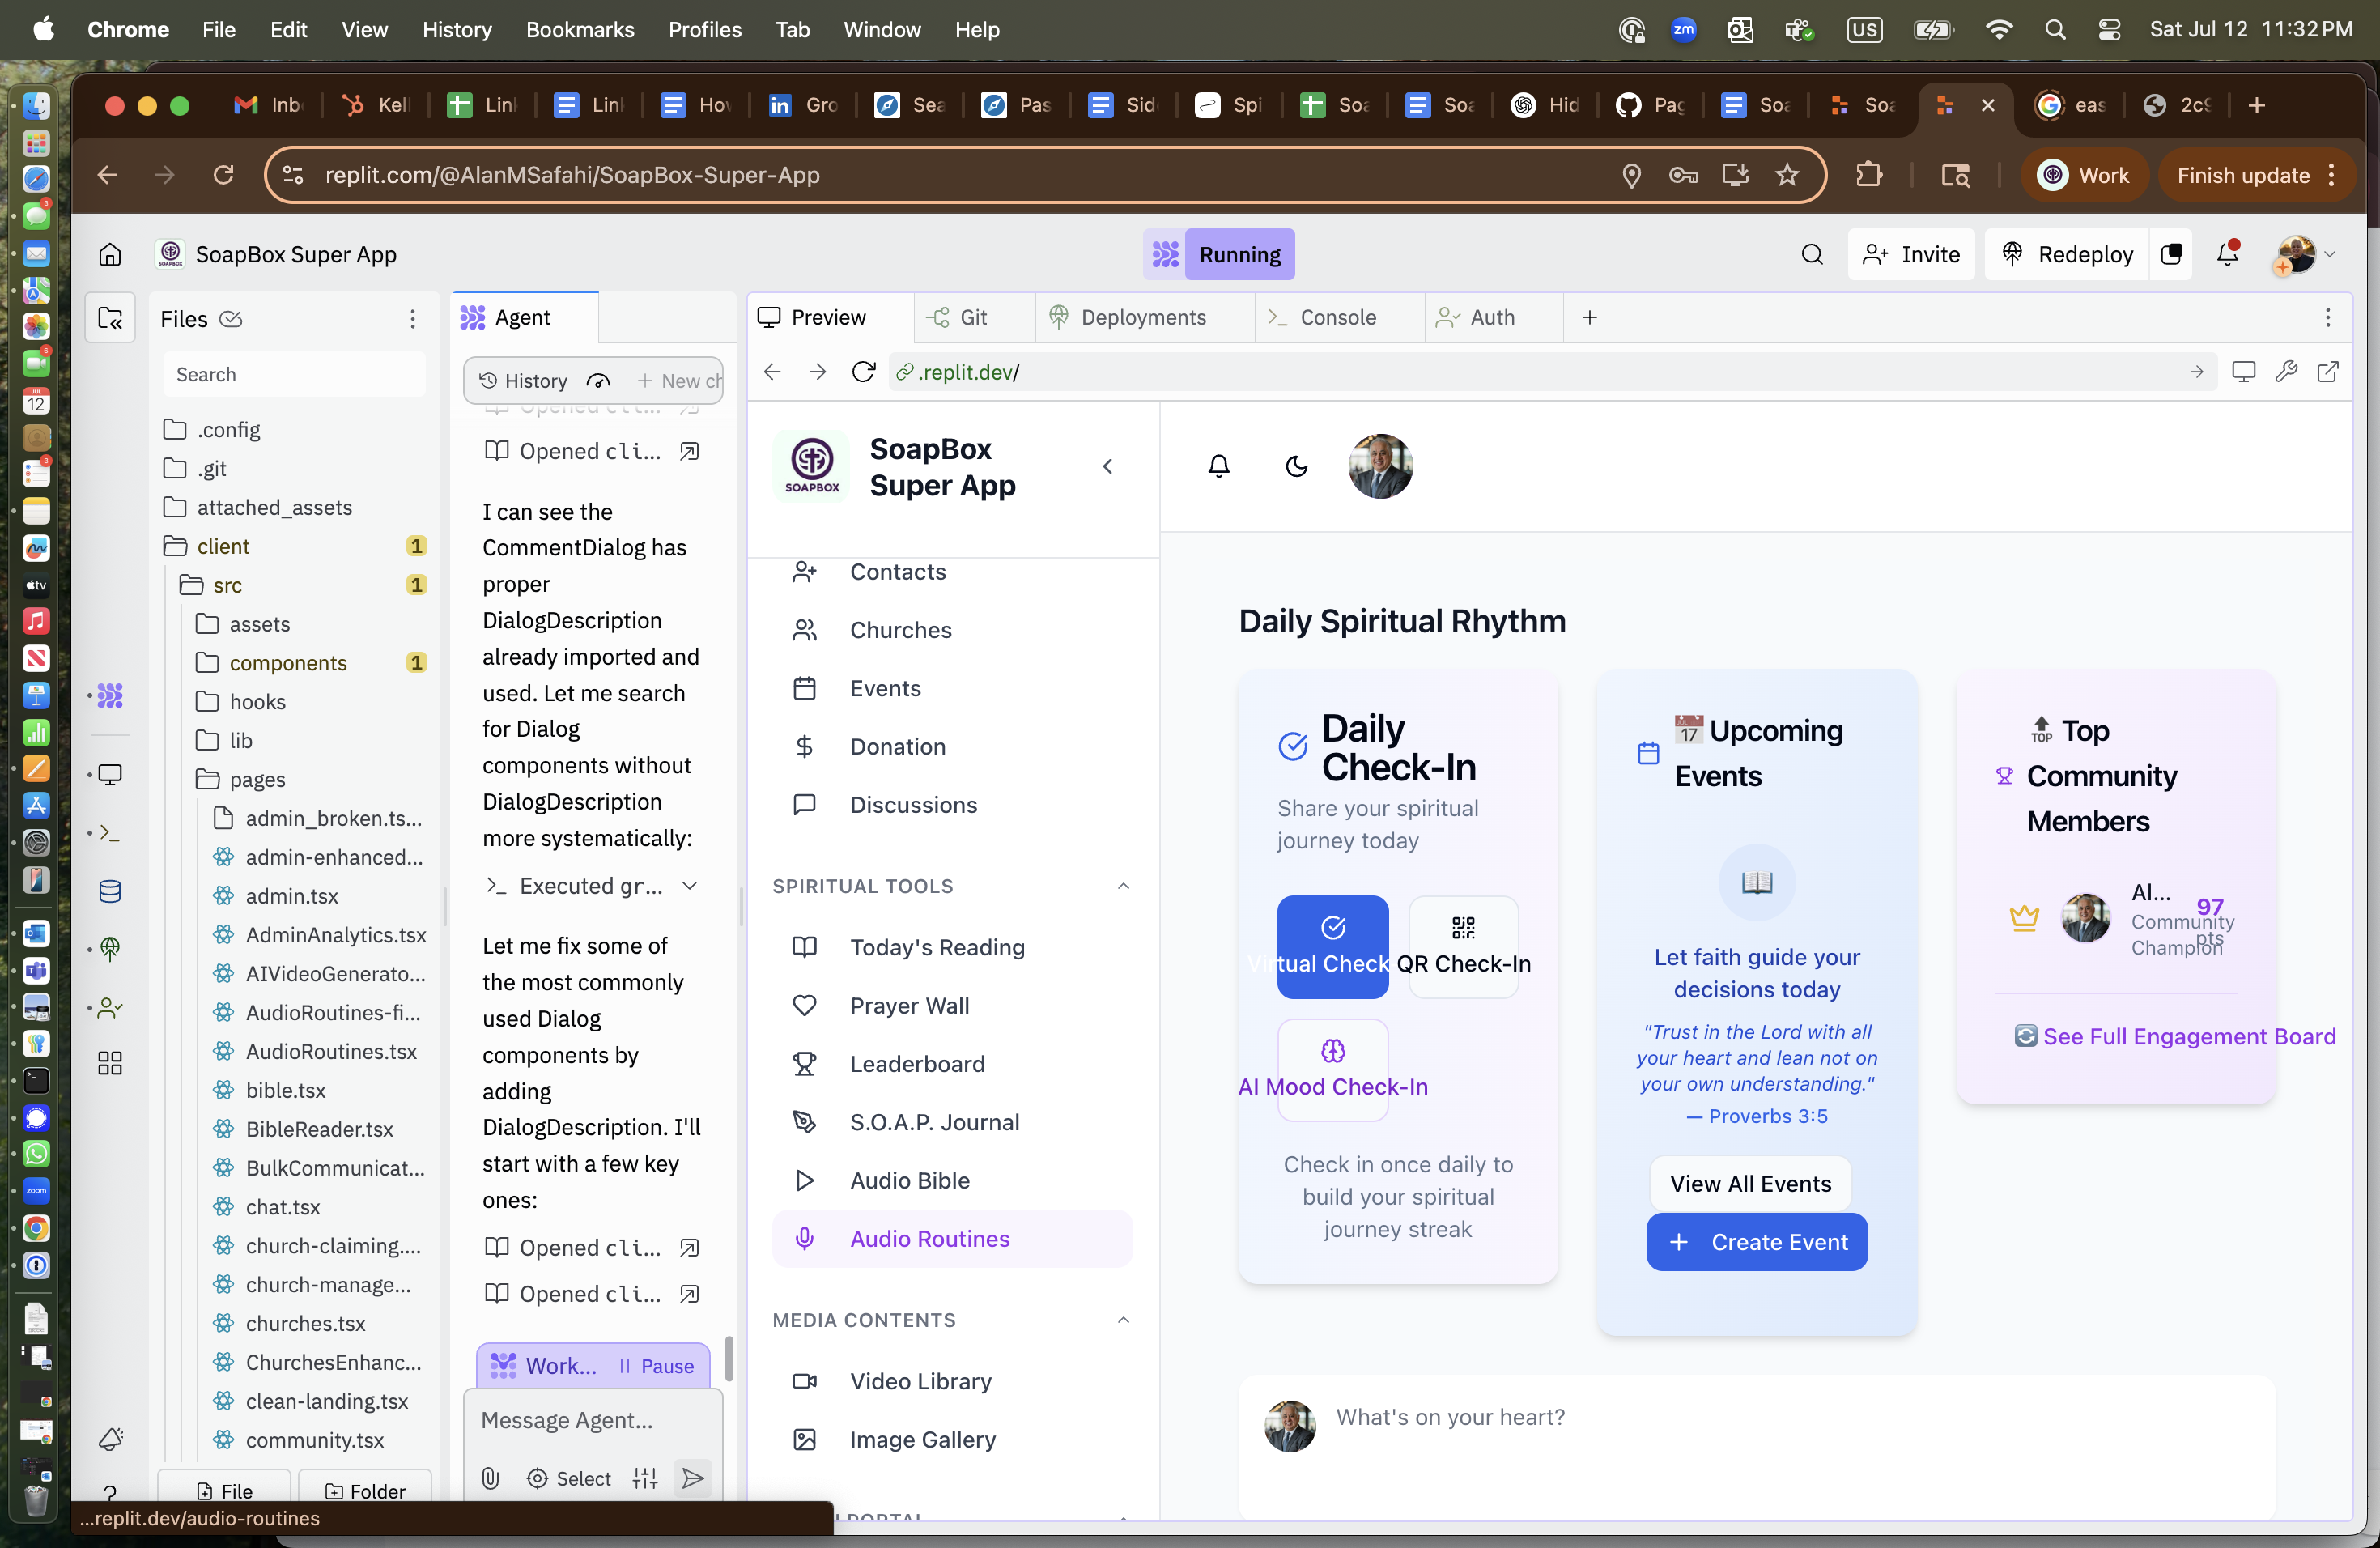 Chrome File Edit View History Bookmarks Profiles Tab Window Help
zm US Sat Jul 12 11:32 PM
Inb Kell Link Link Hov Gro Sea Pas Sid Spi Soa Soa Hid Pag Soa Soa eas 2c9
replit.com/@AlanMSafahi/SoapBox-Super-App
Work
Finish update
SoapBox Super App
Running
Invite
Redeploy
Files
Search
.config
.git
attached_assets
client 1
src 1
assets
components 1
hooks
lib
pages
admin_broken.ts...
admin-enhanced...
admin.tsx
AdminAnalytics.tsx
AIVideoGenerato...
AudioRoutines-fi...
AudioRoutines.tsx
bible.tsx
BibleReader.tsx
BulkCommunicat...
chat.tsx
church-claiming....
church-manage...
churches.tsx
ChurchesEnhanc...
clean-landing.tsx
community.tsx
File
Folder
...replit.dev/audio-routines
Agent
History
New ch
Opened cli...
Opened cli...
I can see the
CommentDialog has
proper
DialogDescription
already imported and
used. Let me search
for Dialog
components without
DialogDescription
more systematically:
Executed gr...
Let me fix some of
the most commonly
used Dialog
components by
adding
DialogDescription. I'll
start with a few key
ones:
Opened cli...
Opened cli...
Work...
Pause
Message Agent...
Select
Preview
Git
Deployments
Console
Auth
.replit.dev/
SOAPBOX
SoapBox
Super App
Contacts
Churches
Events
Donation
Discussions
SPIRITUAL TOOLS
Today's Reading
Prayer Wall
Leaderboard
S.O.A.P. Journal
Audio Bible
Audio Routines
MEDIA CONTENTS
Video Library
Image Gallery
PORTAL
Daily Spiritual Rhythm
Daily
Check-In
Share your spiritual
journey today
Virtual Check
QR Check-In
AI Mood Check-In
Check in once daily to
build your spiritual
journey streak
Upcoming
Events
Let faith guide your
decisions today
"Trust in the Lord with all
your heart and lean not on
your own understanding."
— Proverbs 3:5
View All Events
+ Create Event
TOP Top
Community
Members
Al...
Community
Champion
97
pts
See Full Engagement Board
What's on your heart?